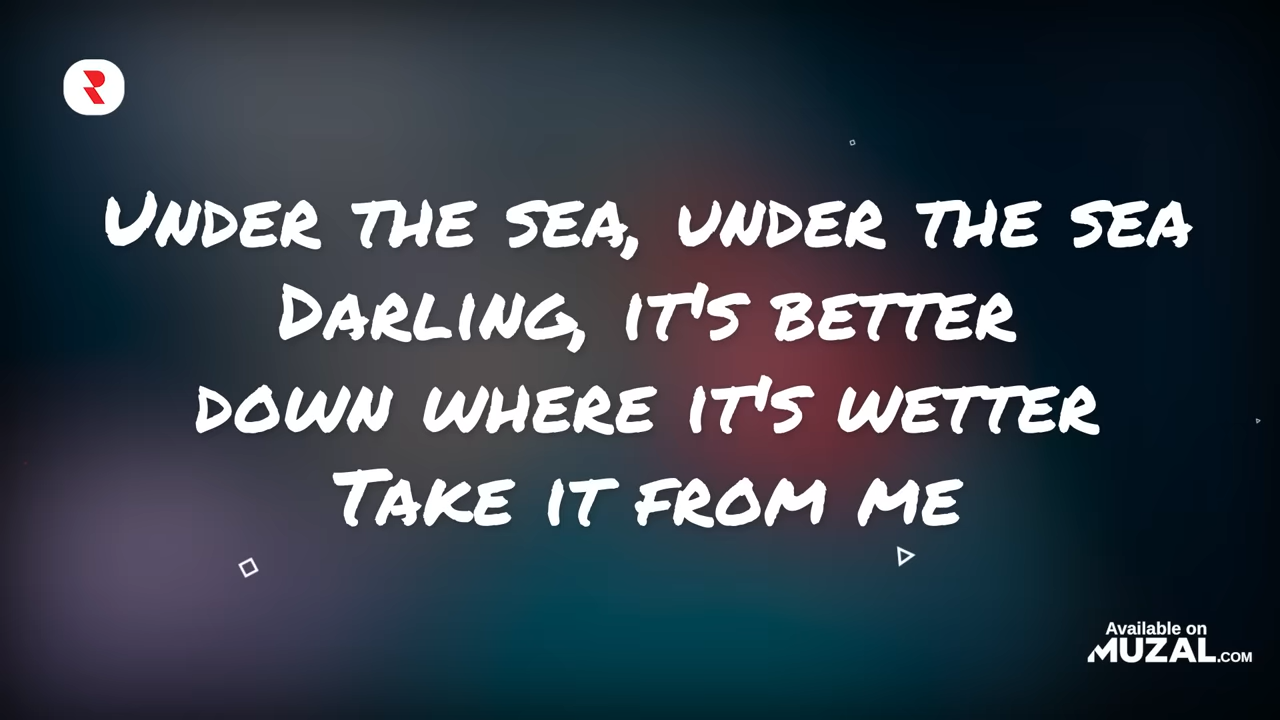 Under the sea, under the sea
Darling, it's better
down where it's wetter
Take it from me
Available on
MUZAL.COM